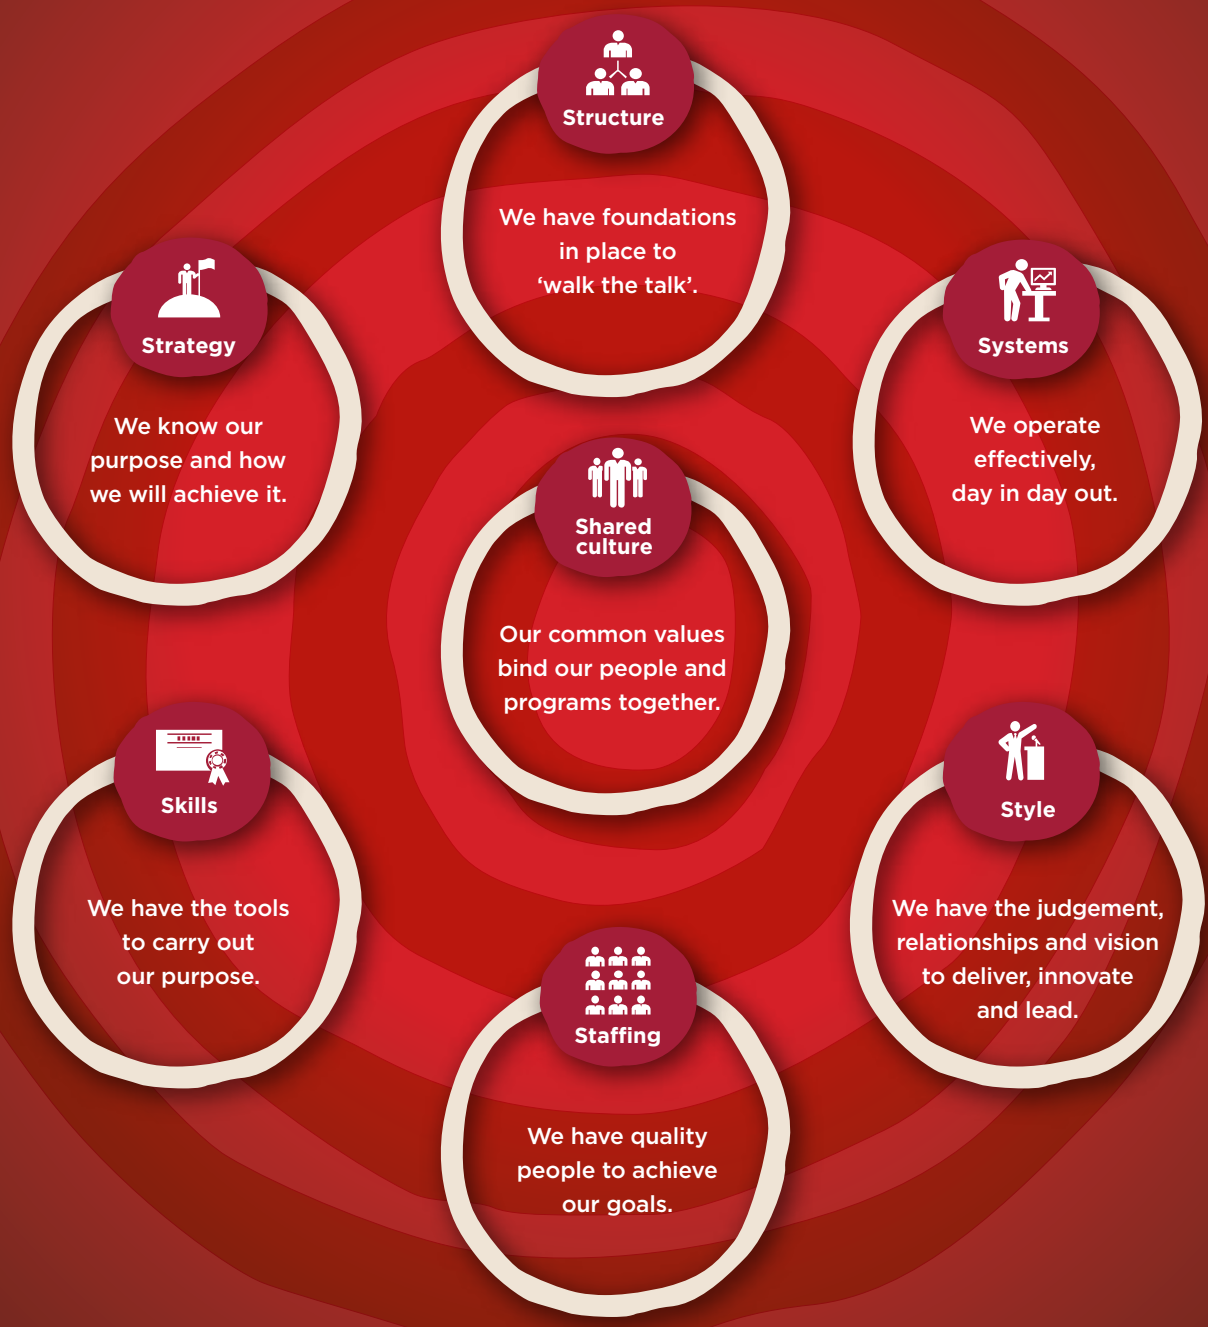 Structure
We have foundations
in place to
‘walk the talk’.
Strategy
We know our
purpose and how
we will achieve it.
Systems
We operate
effectively,
day in day out.
Shared
culture
Our common values
bind our people and
programs together.
Skills
We have the tools
to carry out
our purpose.
Style
We have the judgement,
relationships and vision
to deliver, innovate
and lead.
Staffing
We have quality
people to achieve
our goals.